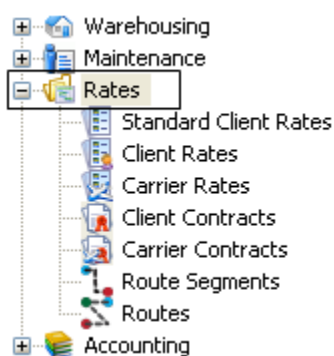 Warehousing
Maintenance
Rates
Standard Client Rates
Client Rates
Carrier Rates
Client Contracts
Carrier Contracts
Route Segments
Routes
Accounting